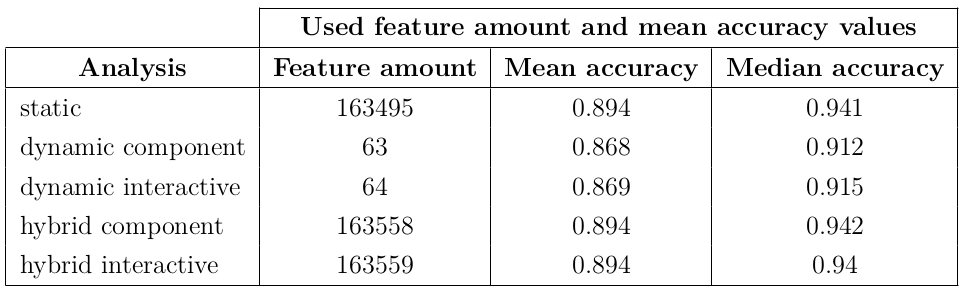 Used feature amount and mean accuracy values
Analysis Feature amount Mean accuracy Median accuracy
static 163495 0.894 0.941
dynamic component 63 0.868 0.912
dynamic interactive 64 0.869 0.915
hybrid component 163558 0.894 0.942
hybrid interactive 163559 0.894 0.94